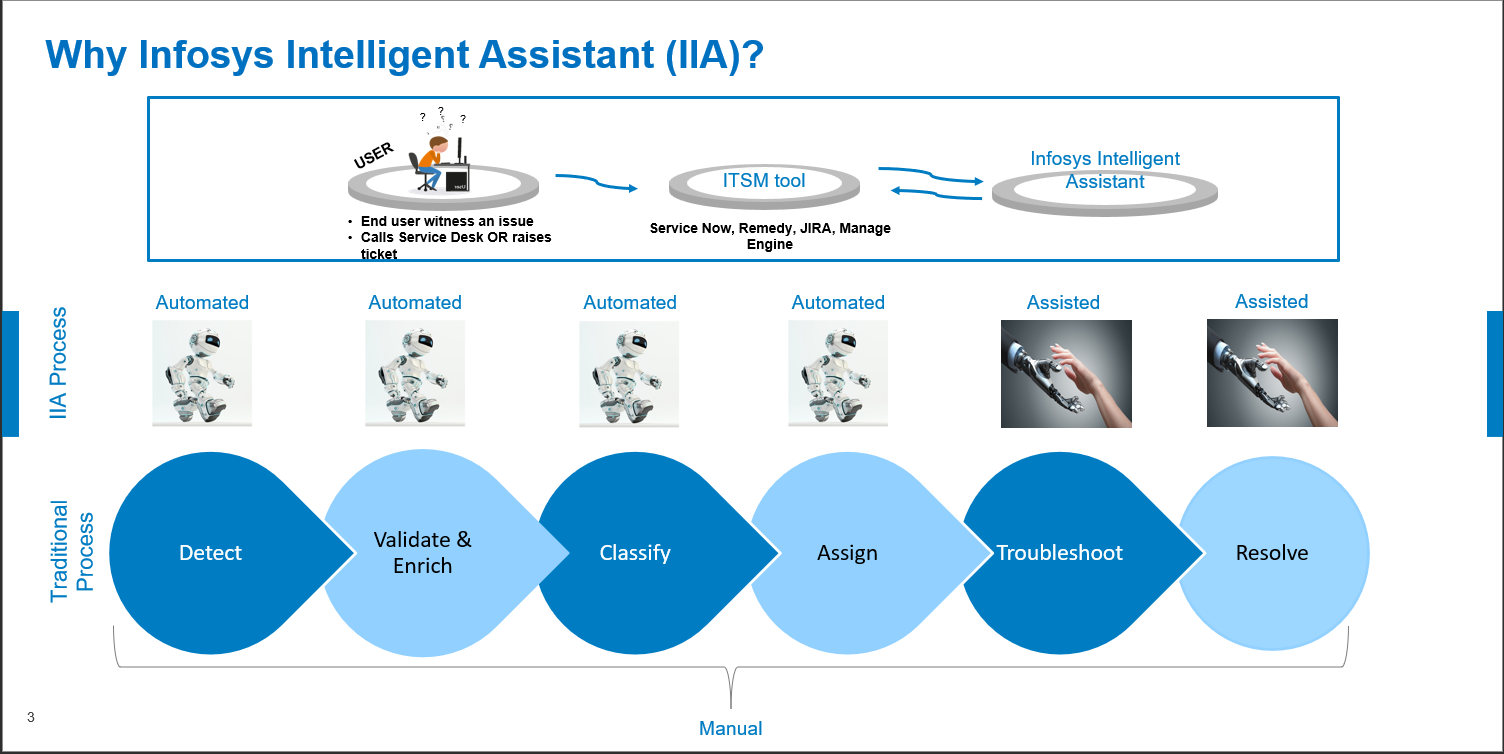 Why Infosys Intelligent Assistant (IIA)?
?
?
?
?
?
USER
• End user witness an issue
• Calls Service Desk OR raises
ticket
ITSM tool
Service Now, Remedy, JIRA, Manage
Engine
Infosys Intelligent
Assistant
IIA Process
Automated
Automated
Automated
Automated
Assisted
Assisted
Traditional
Process
Detect
Validate &
Enrich
Classify
Assign
Troubleshoot
Resolve
Manual
3